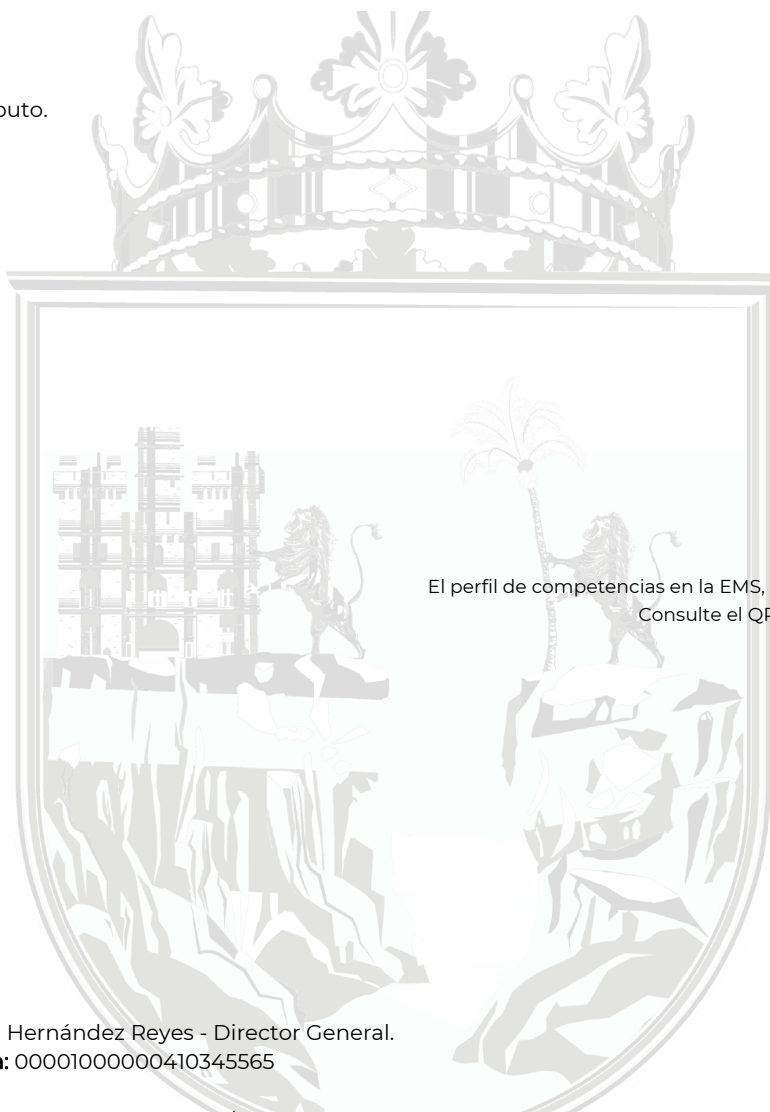 El perfil de competencias en la EMS,
Consulte el
Hernández Reyes - Director General.
00001000000410345565